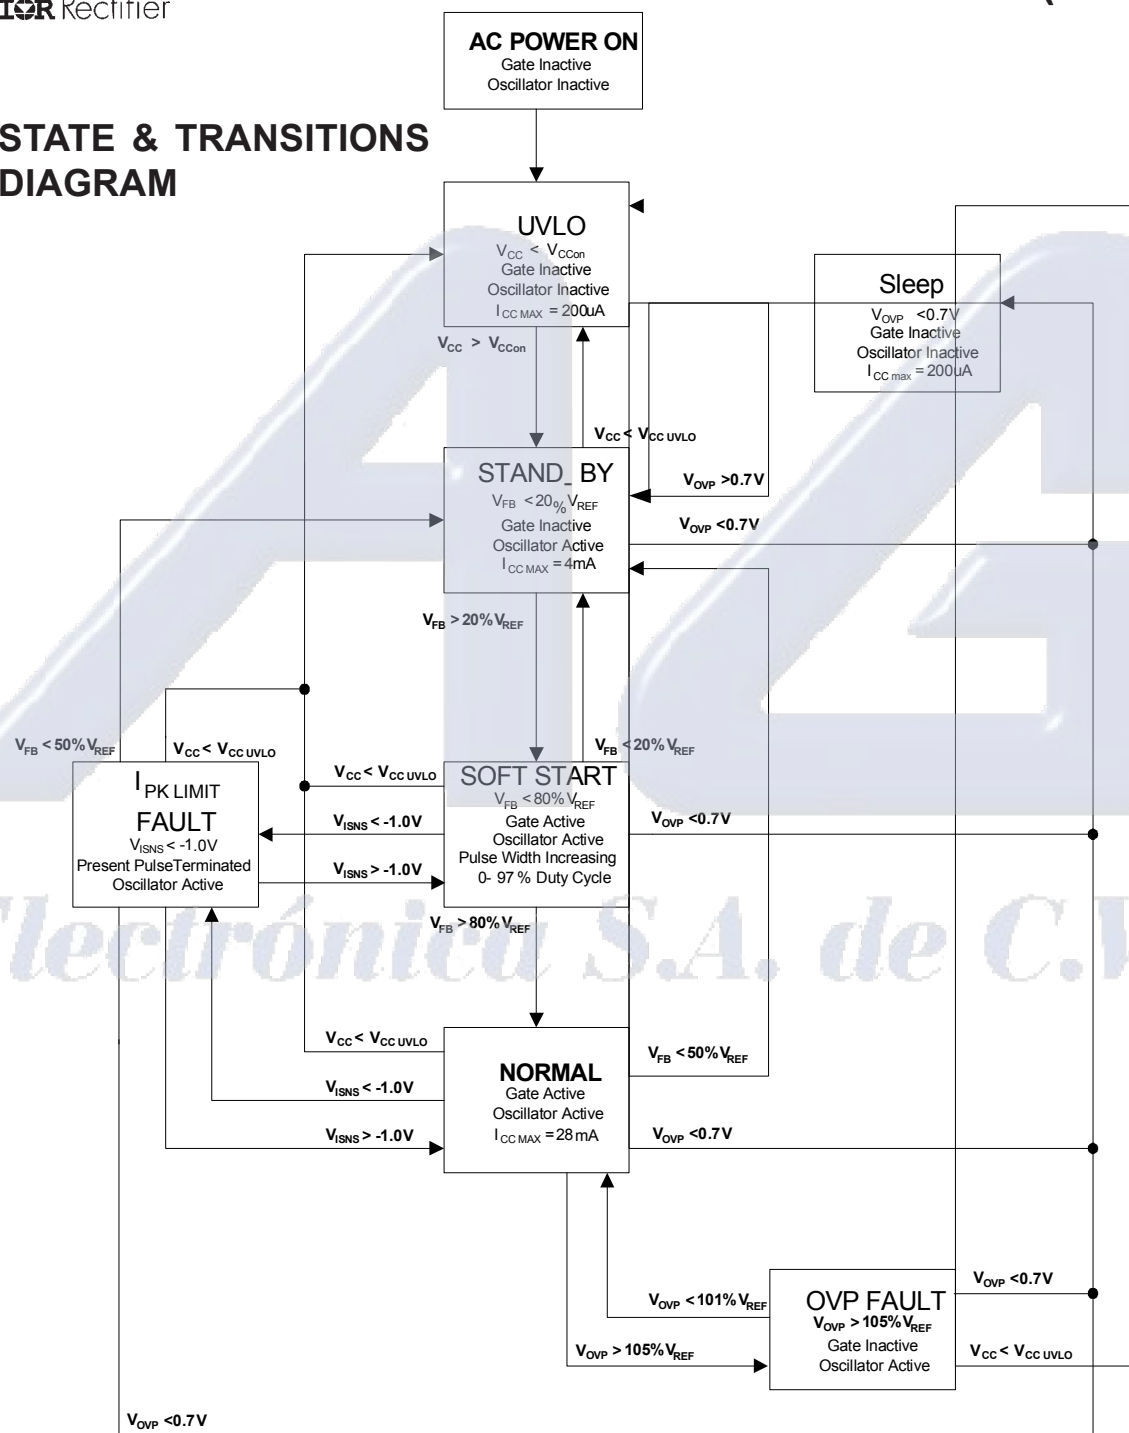 IOR Rectifier
STATE & TRANSITIONS
DIAGRAM
AC POWER ON
Gate Inactive
Oscillator Inactive
UVLO
VCC < VCCon
Gate Inactive
Oscillator Inactive
ICC MAX = 200uA
VCC > VCCon
Sleep
VOVP <0.7V
Gate Inactive
Oscillator Inactive
ICC max = 200uA
VCC < VCC UVLO
STAND_BY
VFB <20% VREF
Gate Inactive
Oscillator Active
ICC MAX = 4mA
VOVP >0.7V
VOVP <0.7V
VFB > 20% VREF
VFB < 50% VREF
VCC < VCC UVLO
VFB < 20% VREF
IPK LIMIT
FAULT
VISNS < -1.0V
Present PulseTerminated
Oscillator Active
VCC < VCC UVLO
VISNS < -1.0V
VISNS > -1.0V
SOFT START
VFB < 80% VREF
Gate Active
Oscillator Active
Pulse Width Increasing
0- 97 % Duty Cycle
VOVP <0.7V
VFB > 80% VREF
Electrónica S.A. de C.V
VCC < VCC UVLO
VISNS < -1.0V
VISNS > -1.0V
NORMAL
Gate Active
Oscillator Active
ICC MAX = 28 mA
VFB < 50% VREF
VOVP <0.7V
VOVP < 101% VREF
VOVP > 105% VREF
OVP FAULT
VOVP > 105% VREF
Gate Inactive
Oscillator Active
VOVP <0.7V
VCC < VCC UVLO
VOVP <0.7V